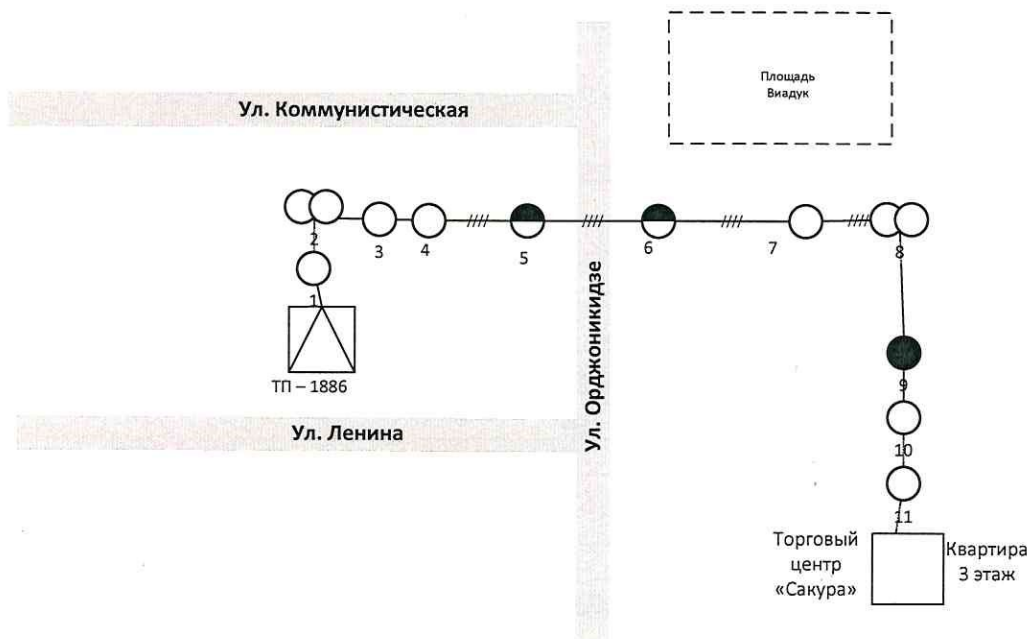 Площадь
Виадук
Ул. Коммунистическая
2
3
4
5
6
7
8
1
ТП – 1886
9
Ул. Орджоникидзе
Ул. Ленина
10
11
Торговый
центр
«Сакура»
Квартира
3 этаж